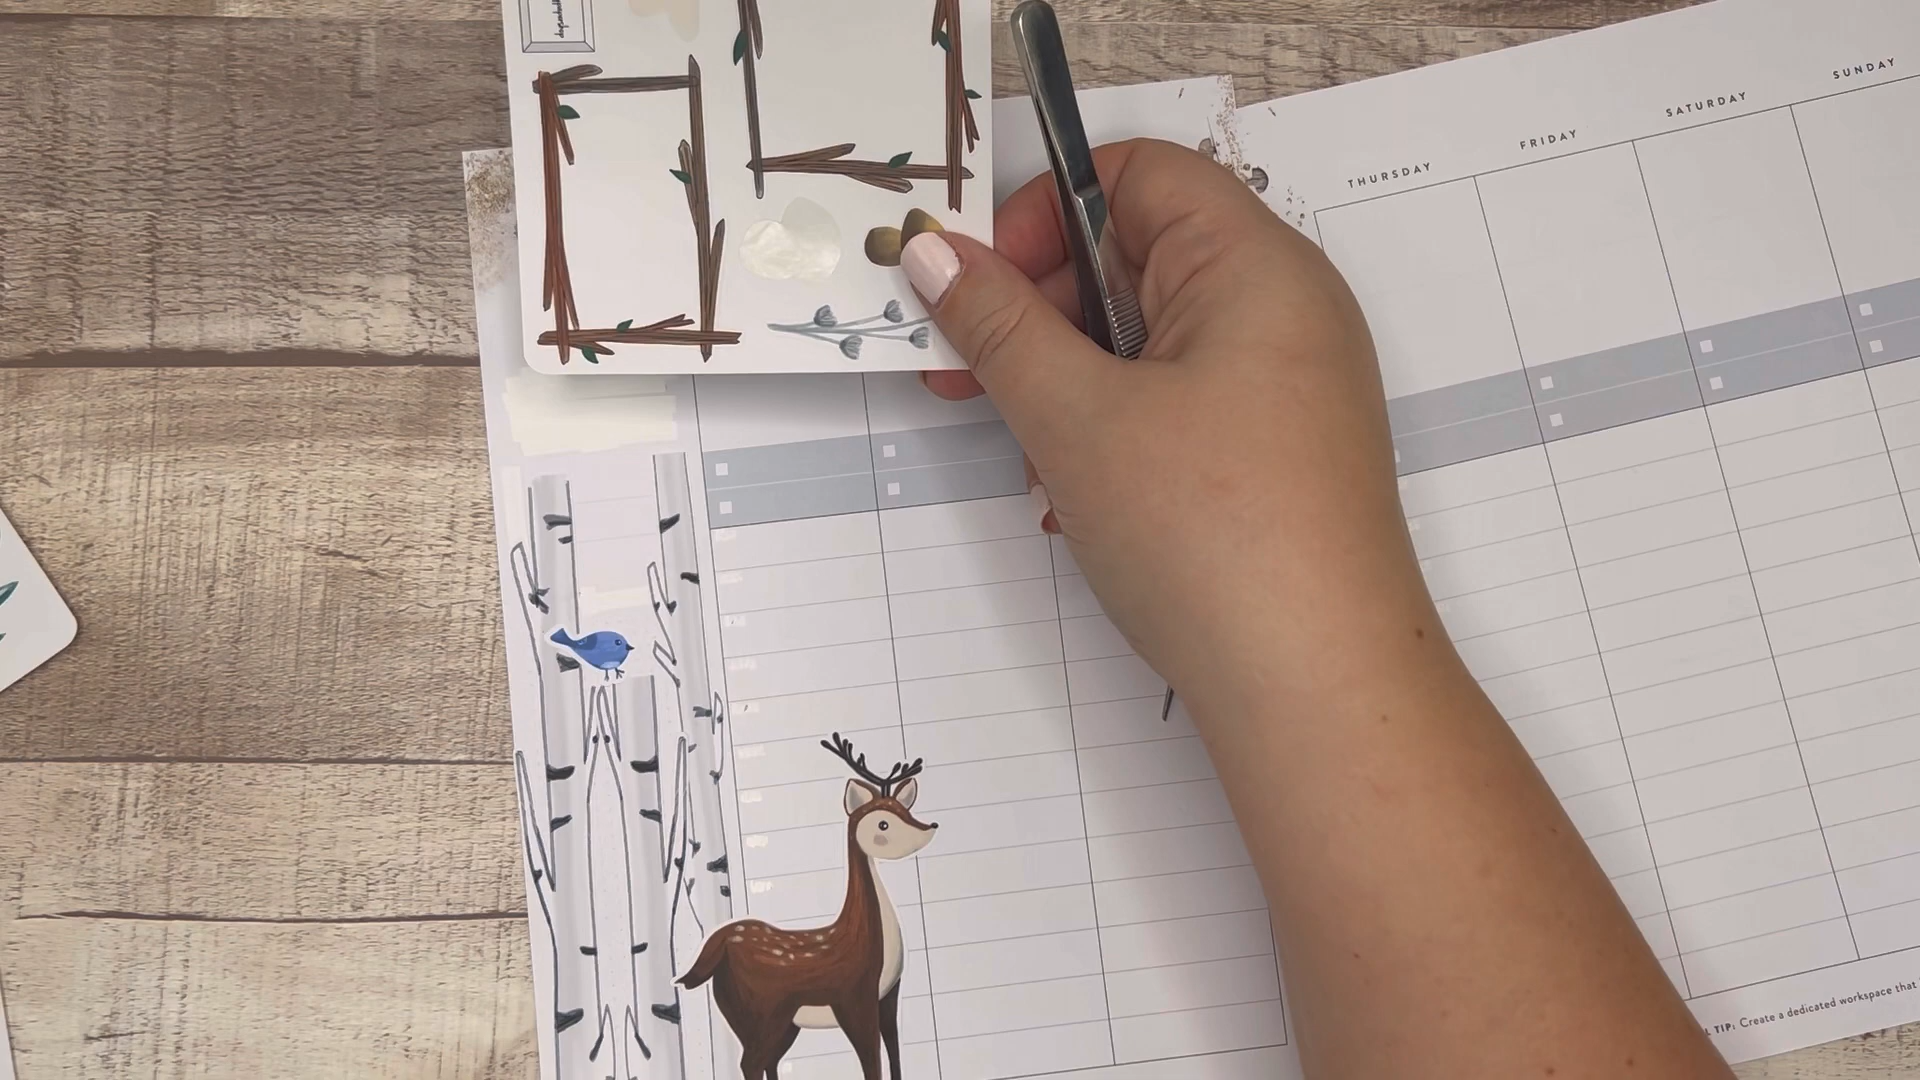 THURSDAY
FRIDAY
SATURDAY
SUNDAY
TIP: Create a dedicated workspace that